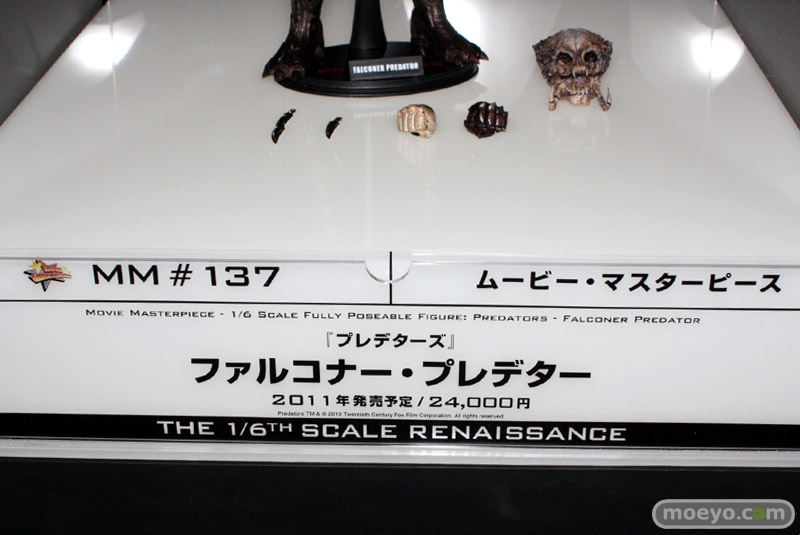 FALCONER PREDATOR
MM # 137
ムービー・マスターピース
Movie Masterpiece - 1/6 Scale Fully Poseable Figure: Predators - Falconer Predator
『プレデターズ』
ファルコナー・プレデター
2011年発売予定/24,000円
Predators TM & © 2010 Twentieth Century Fox Film Corporation. All rights reserved.
THE 1/6TH SCALE RENAISSANCE
moeyo.com